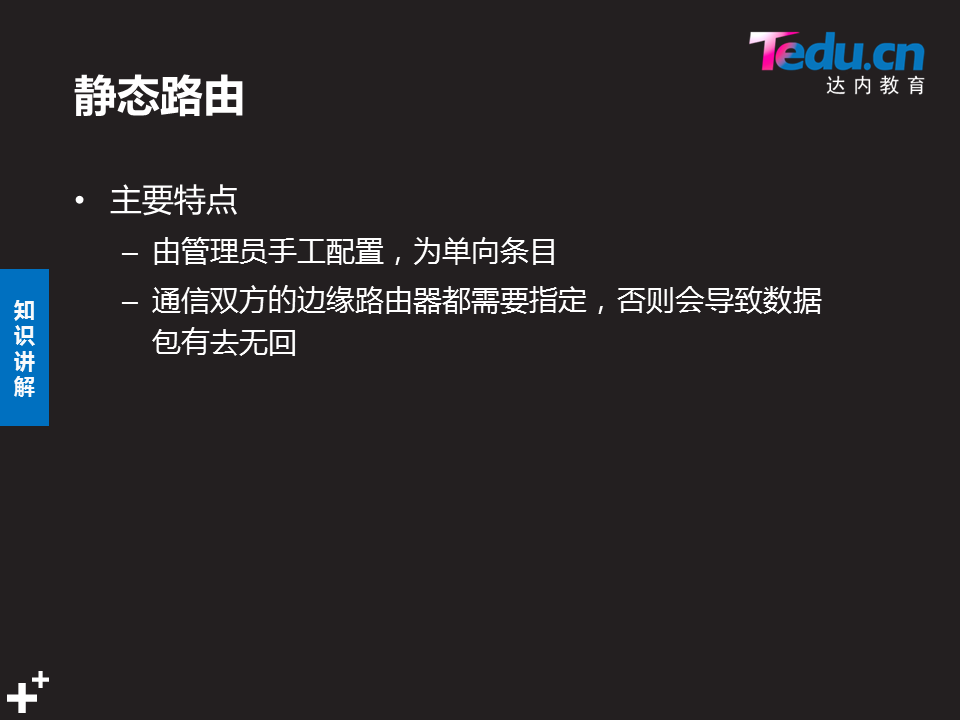 Tedu.cn
达内教育
静态路由
• 主要特点
– 由管理员手工配置，为单向条目
– 通信双方的边缘路由器都需要指定，否则会导致数据
包有去无回
知
识
讲
解